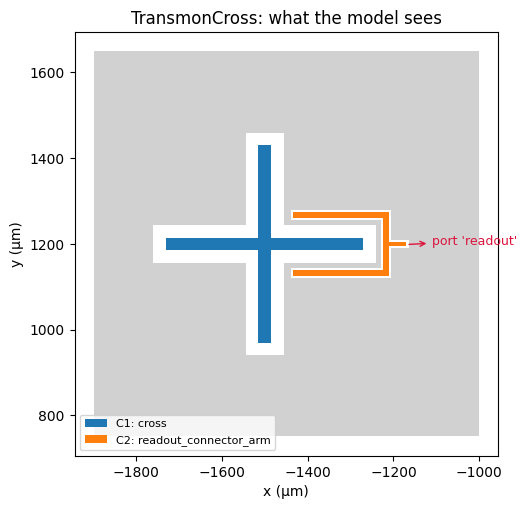 TransmonCross: what the model sees
1600
1400
1200
1000
800
y (μm)
port 'readout'
C1: cross
C2: readout_connector_arm
−1800
−1600
−1400
−1200
−1000
x (μm)